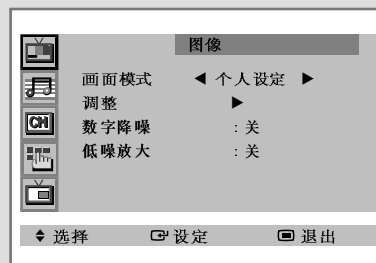 图像
画面模式 ◀ 个人设定 ▶
调整 ▶
数字降噪 : 关
低噪放大 : 关
CH
选择 设定 退出